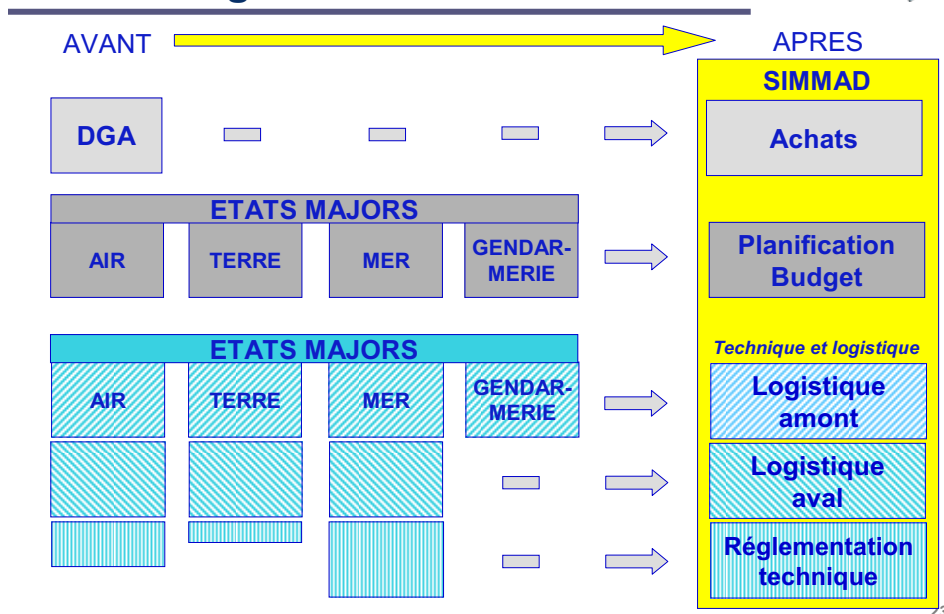 AVANT
APRES
SIMMAD
DGA
Achats
ETATS MAJORS
AIR
TERRE
MER
GENDAR-
MERIE
Planification
Budget
ETATS MAJORS
Technique et logistique
AIR
TERRE
MER
GENDAR-
MERIE
Logistique
amont
Logistique
aval
Réglementation
technique